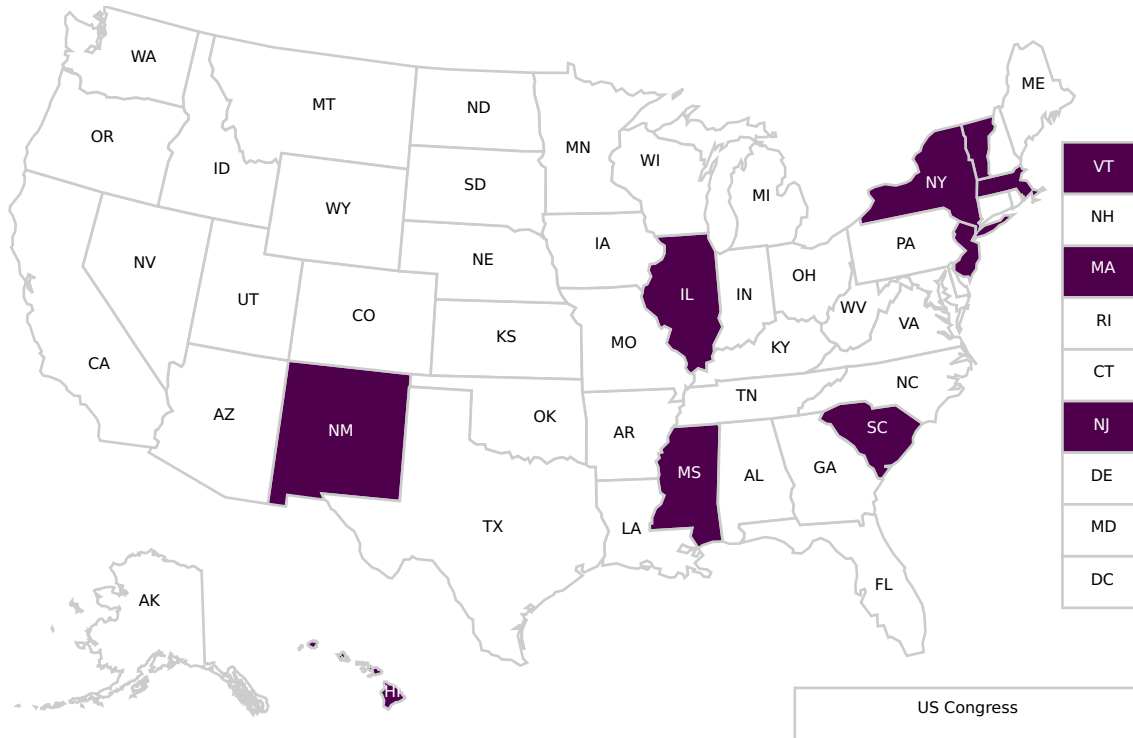 WA
ME
MT
ND
OR
MN
WI
VT
ID
SD
NY
MI
WY
NH
IA
PA
NV
NE
MA
OH
UT
IL
IN
CO
WV
RI
VA
KS
MO
KY
CA
CT
NC
TN
AZ
OK
NM
AR
SC
NJ
MS
GA
AL
DE
TX
LA
MD
FL
DC
AK
HI
US Congress